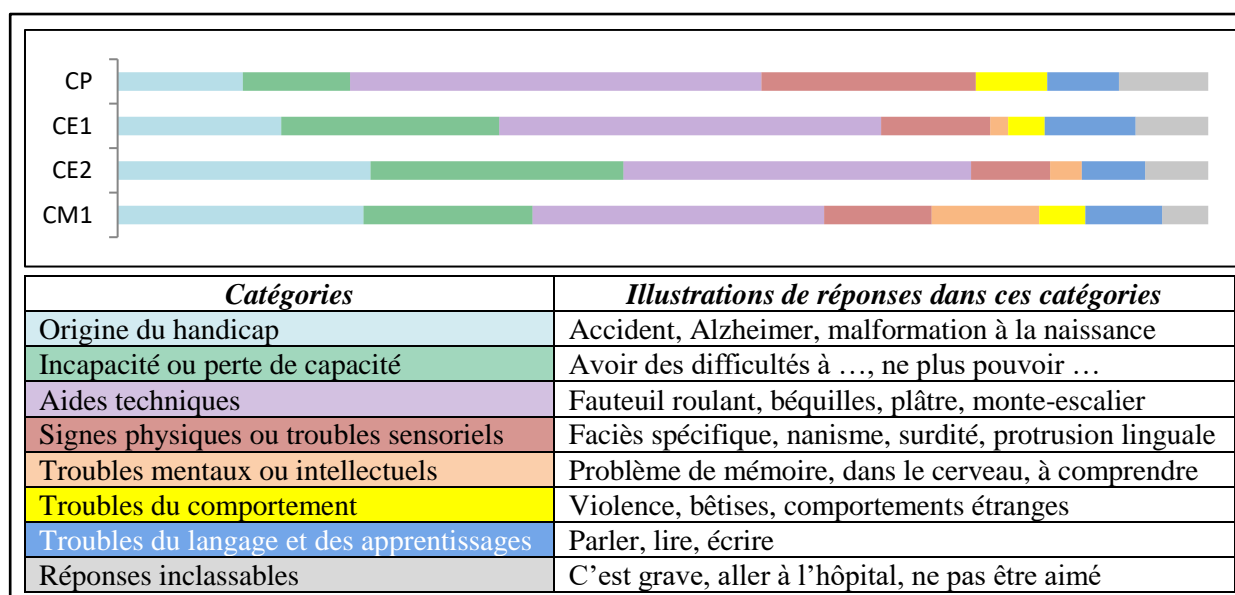 CP
CE1
CE2
CM1
Catégories Illustrations de réponses dans ces catégories
Origine du handicap Accident, Alzheimer, malformation à la naissance
Incapacité ou perte de capacité Avoir des difficultés à …, ne plus pouvoir …
Aides techniques Fauteuil roulant, béquilles, plâtre, monte-escalier
Signes physiques ou troubles sensoriels Faciès spécifique, nanisme, surdité, protrusion linguale
Troubles mentaux ou intellectuels Problème de mémoire, dans le cerveau, à comprendre
Troubles du comportement Violence, bêtises, comportements étranges
Troubles du langage et des apprentissages Parler, lire, écrire
Réponses inclassables C’est grave, aller à l’hôpital, ne pas être aimé